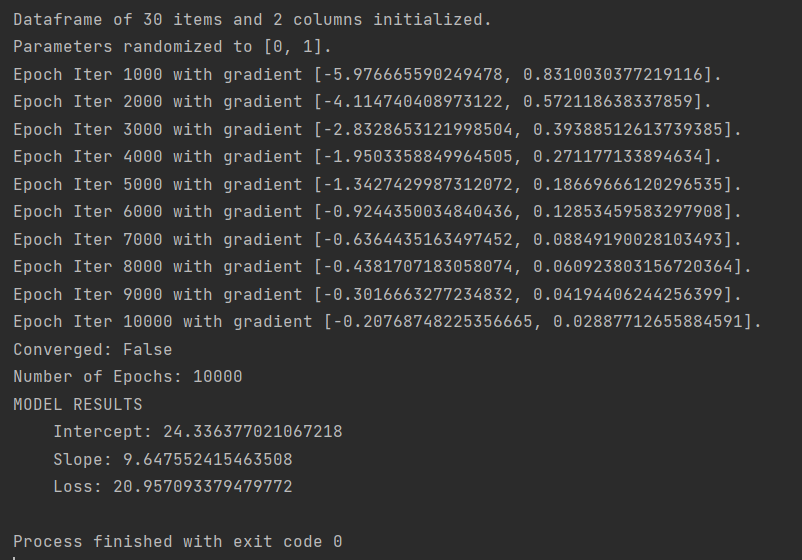 Dataframe of 30 items and 2 columns initialized.
Parameters randomized to [0, 1].
Epoch Iter 1000 with gradient [-5.976665590249478, 0.8310030377219116].
Epoch Iter 2000 with gradient [-4.114740408973122, 0.572118638337859].
Epoch Iter 3000 with gradient [-2.8328653121998504, 0.39388512613739385].
Epoch Iter 4000 with gradient [-1.9503358849964505, 0.271177133894634].
Epoch Iter 5000 with gradient [-1.3427429987312072, 0.18669666120296535].
Epoch Iter 6000 with gradient [-0.9244350034840436, 0.12853459583297908].
Epoch Iter 7000 with gradient [-0.6364435163497452, 0.08849190028103493].
Epoch Iter 8000 with gradient [-0.4381707183058074, 0.060923803156720364].
Epoch Iter 9000 with gradient [-0.3016663277234832, 0.04194406244256399].
Epoch Iter 10000 with gradient [-0.20768748225356665, 0.02887712655884591].
Converged: False
Number of Epochs: 10000
MODEL RESULTS
    Intercept: 24.336377021067218
    Slope: 9.647552415463508
    Loss: 20.957093379479772
Process finished with exit code 0